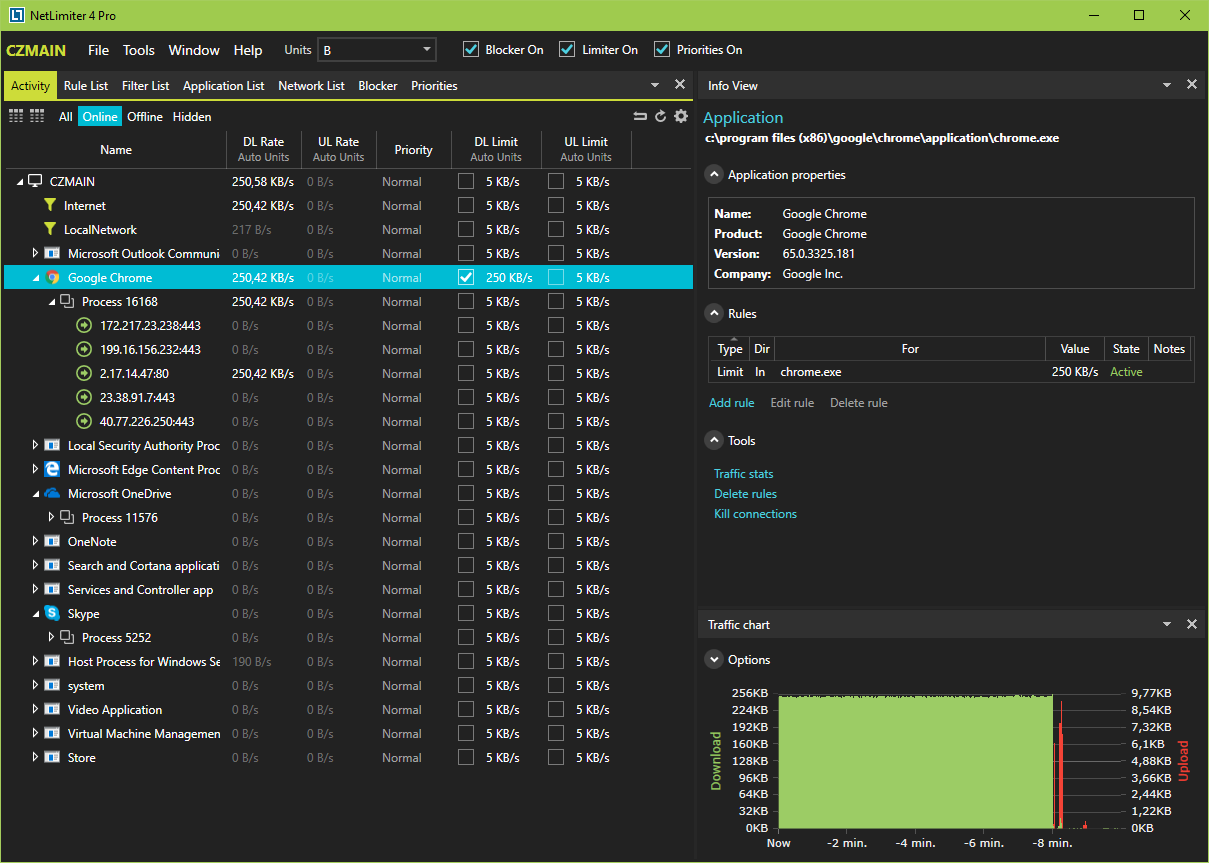 NetLimiter 4 Pro
CZMAIN File Tools Window Help Units B Blocker On Limiter On Priorities On
Activity Rule List Filter List Application List Network List Blocker Priorities
All Online Offline Hidden
Name DL Rate Auto Units UL Rate Auto Units Priority DL Limit Auto Units UL Limit Auto Units
CZMAIN 250,58 KB/s 0 B/s Normal 5 KB/s 5 KB/s
Internet 250,42 KB/s 0 B/s Normal 5 KB/s 5 KB/s
LocalNetwork 217 B/s 0 B/s Normal 5 KB/s 5 KB/s
Microsoft Outlook Communi 0 B/s 0 B/s Normal 5 KB/s 5 KB/s
Google Chrome 250,42 KB/s 0 B/s Normal 250 KB/s 5 KB/s
Process 16168 250,42 KB/s 0 B/s Normal 5 KB/s 5 KB/s
172.217.23.238:443 0 B/s 0 B/s Normal 5 KB/s 5 KB/s
199.16.156.232:443 0 B/s 0 B/s Normal 5 KB/s 5 KB/s
2.17.14.47:80 250,42 KB/s 0 B/s Normal 5 KB/s 5 KB/s
23.38.91.7:443 0 B/s 0 B/s Normal 5 KB/s 5 KB/s
40.77.226.250:443 0 B/s 0 B/s Normal 5 KB/s 5 KB/s
Local Security Authority Proc 0 B/s 0 B/s Normal 5 KB/s 5 KB/s
Microsoft Edge Content Proc 0 B/s 0 B/s Normal 5 KB/s 5 KB/s
Microsoft OneDrive 0 B/s 0 B/s Normal 5 KB/s 5 KB/s
Process 11576 0 B/s 0 B/s Normal 5 KB/s 5 KB/s
OneNote 0 B/s 0 B/s Normal 5 KB/s 5 KB/s
Search and Cortana applicati 0 B/s 0 B/s Normal 5 KB/s 5 KB/s
Services and Controller app 0 B/s 0 B/s Normal 5 KB/s 5 KB/s
Skype 0 B/s 0 B/s Normal 5 KB/s 5 KB/s
Process 5252 0 B/s 0 B/s Normal 5 KB/s 5 KB/s
Host Process for Windows Se 190 B/s 0 B/s Normal 5 KB/s 5 KB/s
system 0 B/s 0 B/s Normal 5 KB/s 5 KB/s
Video Application 0 B/s 0 B/s Normal 5 KB/s 5 KB/s
Virtual Machine Managemen 0 B/s 0 B/s Normal 5 KB/s 5 KB/s
Store 0 B/s 0 B/s Normal 5 KB/s 5 KB/s
Info View
Application
c:\program files (x86)\google\chrome\application\chrome.exe
Application properties
Name: Google Chrome
Product: Google Chrome
Version: 65.0.3325.181
Company: Google Inc.
Rules
Type Dir For Value State Notes
Limit In chrome.exe 250 KB/s Active
Add rule Edit rule Delete rule
Tools
Traffic stats
Delete rules
Kill connections
Traffic chart
Options
Download
256KB 9,77KB
224KB 8,54KB
192KB 7,32KB
160KB 6,1KB
128KB 4,88KB
96KB 3,66KB
64KB 2,44KB
32KB 1,22KB
0KB 0KB
Upload
Now -2 min. -4 min. -6 min. -8 min.